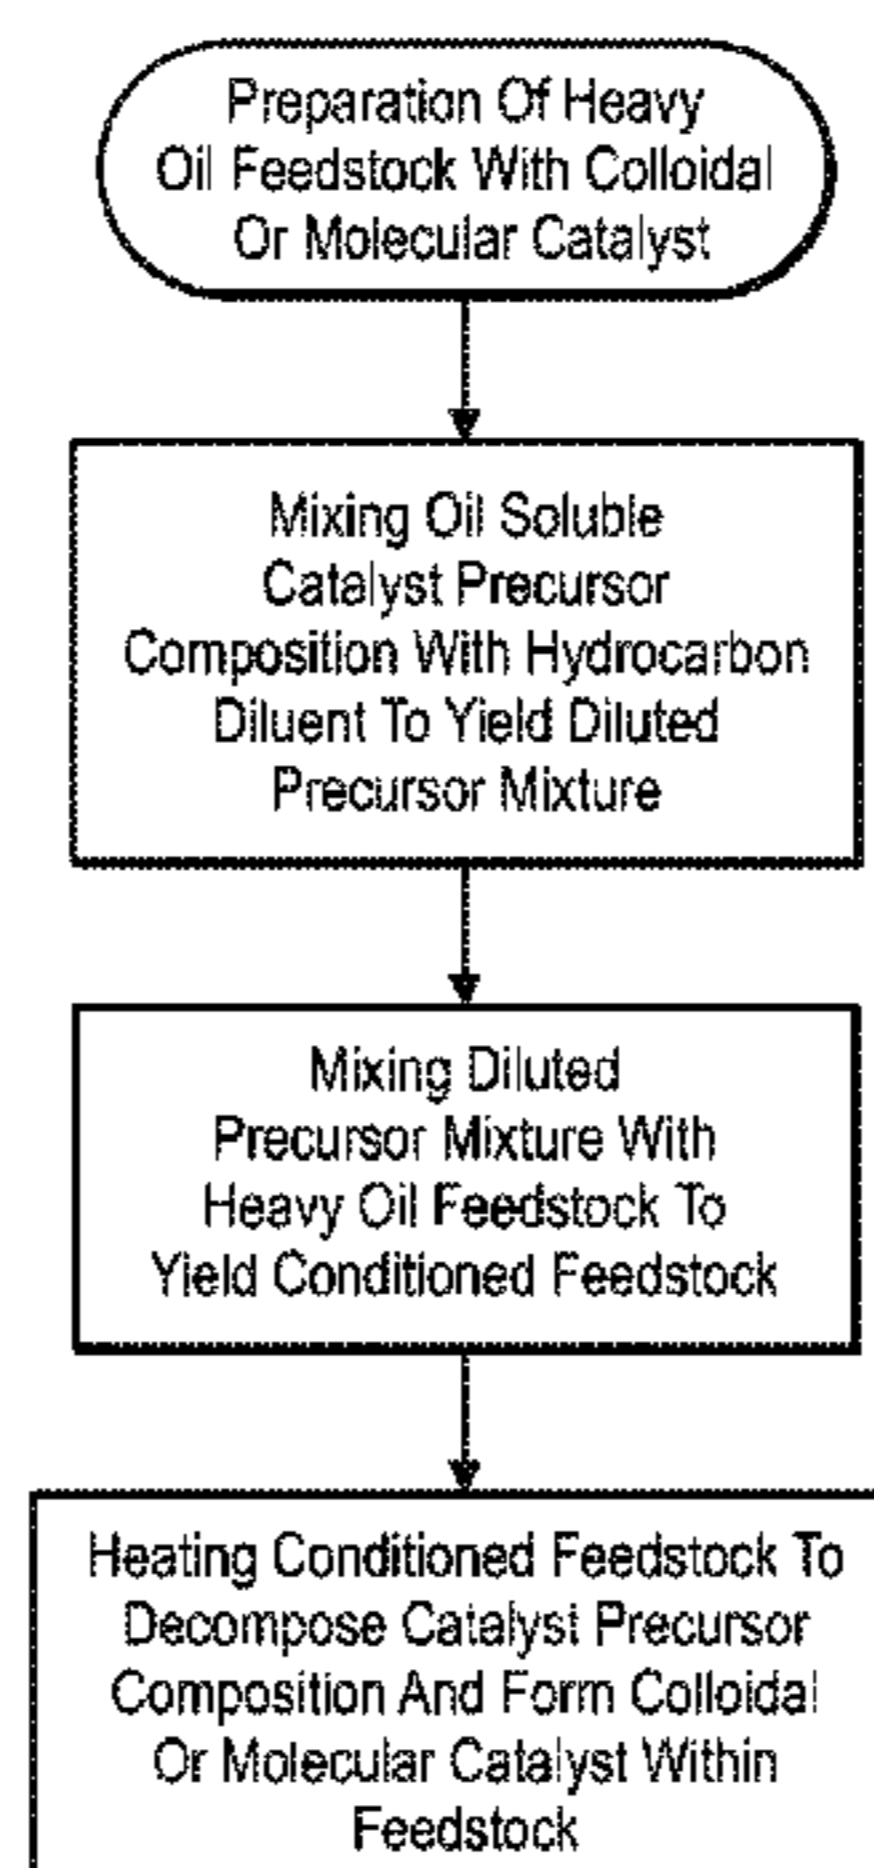 Preparation Of Heavy
Oil Feedstock With Colloidal
Or Molecular Catalyst
Mixing Oil Soluble
Catalyst Precursor
Composition With Hydrocarbon
Diluent To Yield Diluted
Precursor Mixture
Mixing Diluted
Precursor Mixture With
Heavy Oil Feedstock To
Yield Conditioned Feedstock
Heating Conditioned Feedstock To
Decompose Catalyst Precursor
Composition And Form Colloidal
Or Molecular Catalyst Within
Feedstock